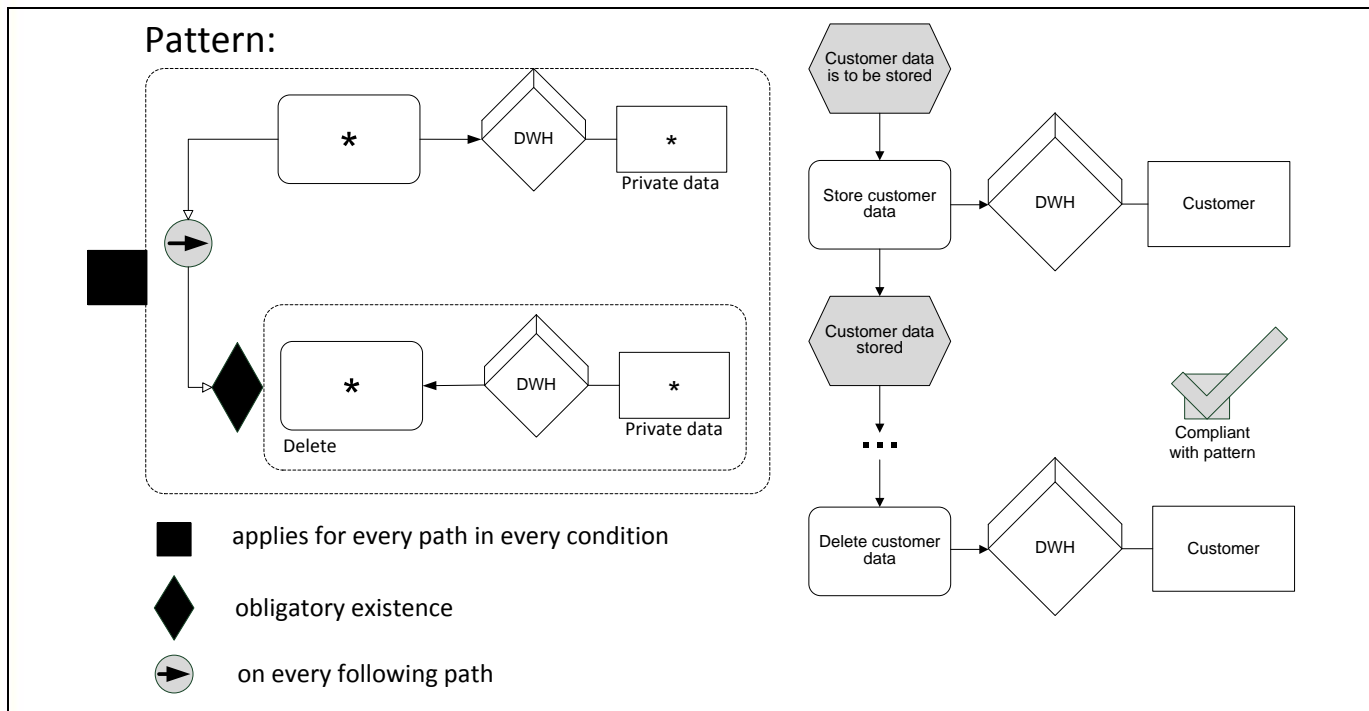 Pattern:
*
DWH
*
Private data
*
Delete
DWH
*
Private data
applies for every path in every condition
obligatory existence
on every following path
Customer data
is to be stored
Store customer
data
DWH
Customer
Customer data
stored
...
Compliant
with pattern
Delete customer
data
DWH
Customer